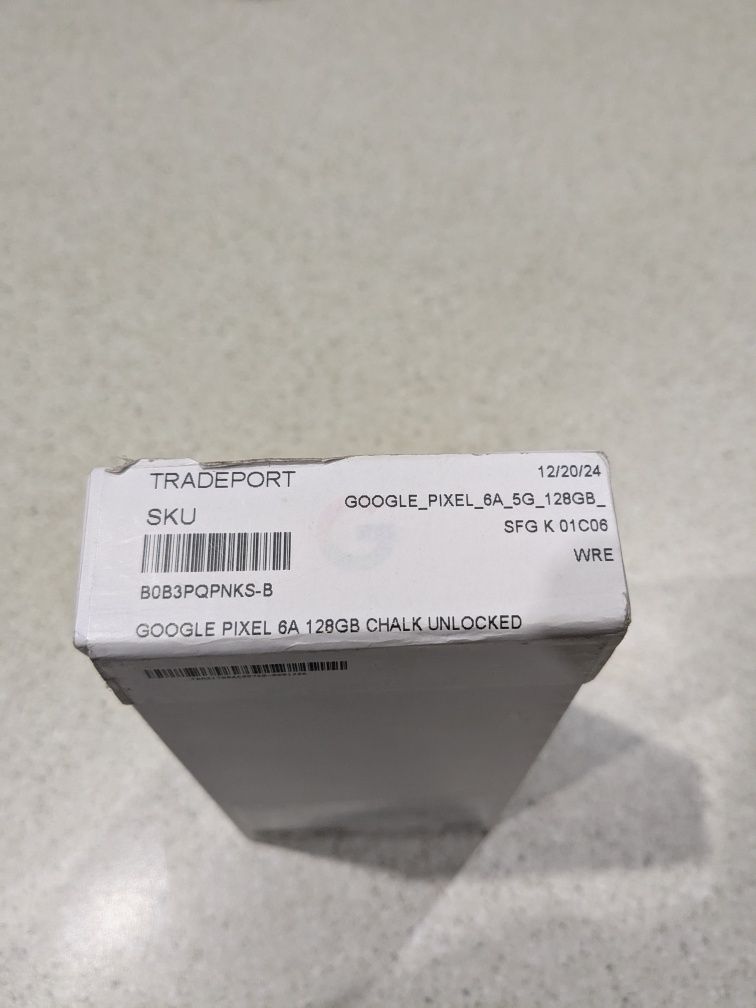 TRADEPORT
12/20/24
GOOGLE_PIXEL_6A_5G_128GB_
SKU
SFG K 01C06
WRE
B0B3PQPNKS-B
GOOGLE PIXEL 6A 128GB CHALK UNLOCKED